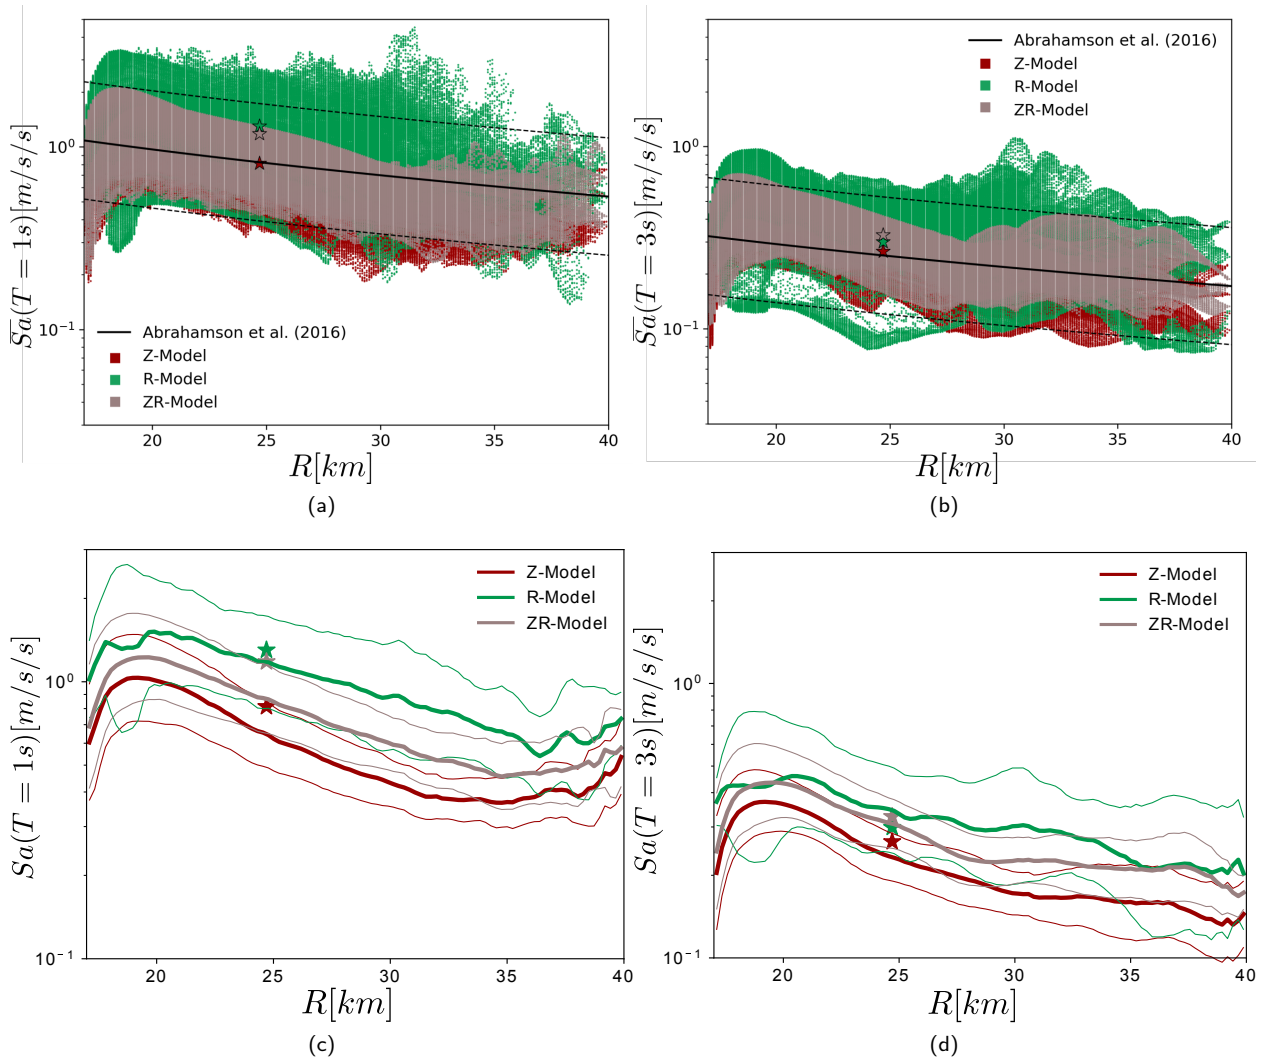 Abrahamson et al. (2016)
Z-Model
R-Model
ZR-Model
10⁰
10⁻¹
Sa(T = 1s)[m/s/s]
20
25
30
35
40
R[km]
(a)
Abrahamson et al. (2016)
Z-Model
R-Model
ZR-Model
10⁰
10⁻¹
Sa(T = 3s)[m/s/s]
20
25
30
35
40
R[km]
(b)
Z-Model
R-Model
ZR-Model
10⁰
10⁻¹
Sa(T = 1s)[m/s/s]
20
25
30
35
40
R[km]
(c)
Z-Model
R-Model
ZR-Model
10⁰
10⁻¹
Sa(T = 3s)[m/s/s]
20
25
30
35
40
R[km]
(d)